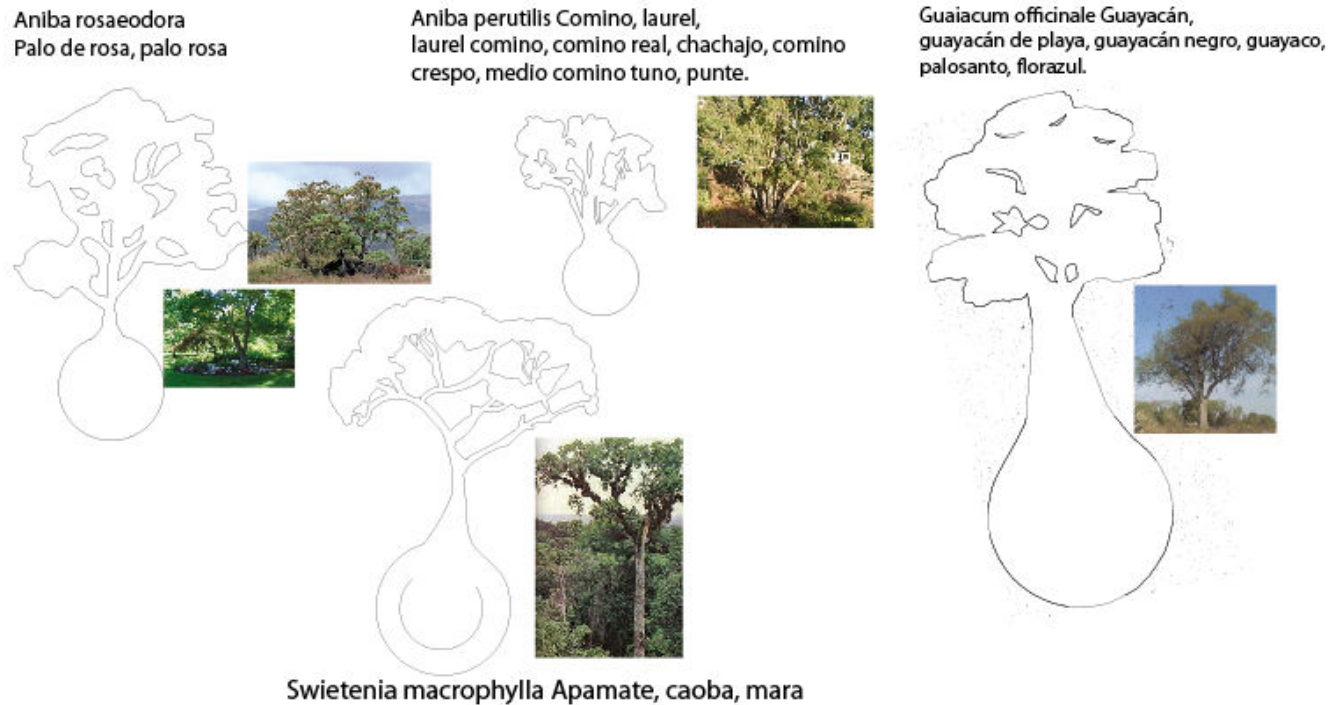 Aniba rosaeodora
Palo de rosa, palo rosa
Aniba perutilis Comino, laurel,
laurel comino, comino real, chachajo, comino
crespo, medio comino tuno, punte.
Guaiacum officinale Guayacán,
guayacán de playa, guayacán negro, guayaco,
palosanto, florazul.
Swietenia macrophylla Apamate, caoba, mara